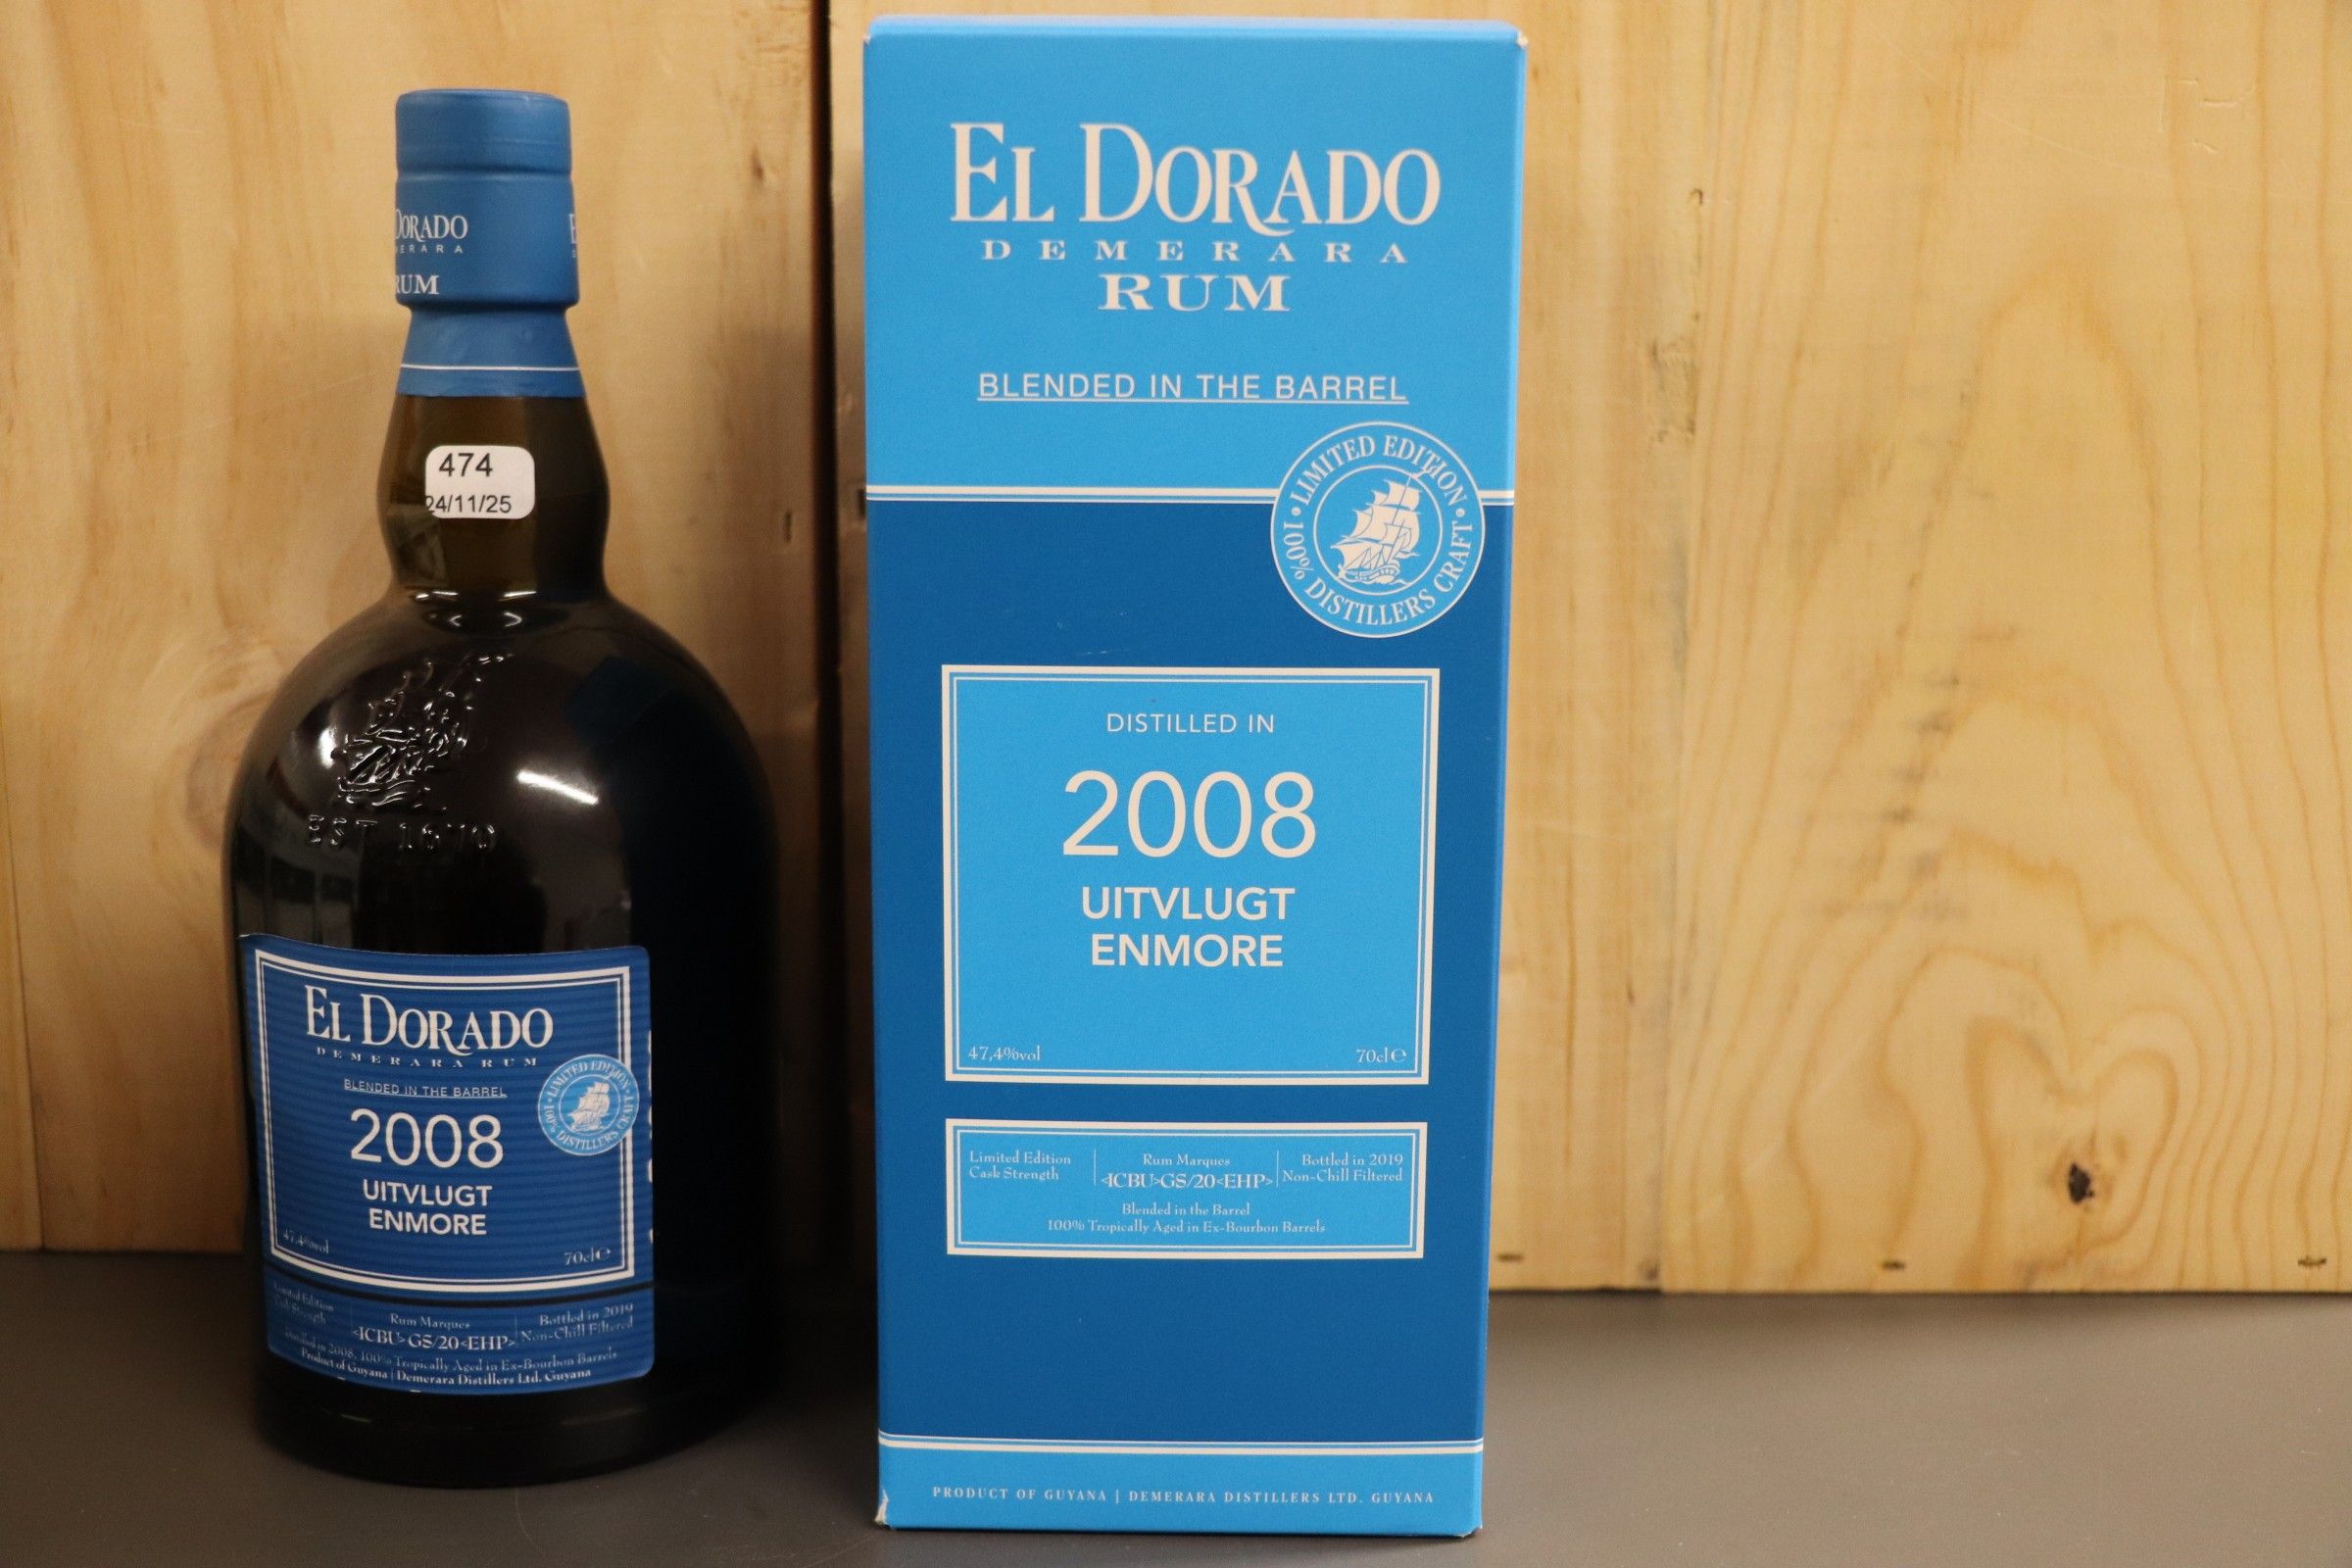 DORADO
ERARA
RUM
474
24/11/25
EST 1670
EL DORADO
DEMERARA RUM
BLENDED IN THE BARREL
2008
UITVLUGT
ENMORE
LIMITED EDITION
100% DISTILLERS CRAFT
47,4%vol
70cl e
Limited Edition
Cask Strength
Rum Marques
<ICBU>GS/20<EHP>
Bottled in 2019
Non-Chill Filtered
Distilled in 2008, 100% Tropically Aged in Ex-Bourbon Barrels
Product of Guyana | Demerara Distillers Ltd. Guyana
EL DORADO
DEMERARA
RUM
BLENDED IN THE BARREL
• LIMITED EDITION •
100% DISTILLERS CRAFT
DISTILLED IN
2008
UITVLUGT
ENMORE
47,4%vol
70cl e
Limited Edition
Cask Strength
Rum Marques
<ICBU>GS/20<EHP>
Bottled in 2019
Non-Chill Filtered
Blended in the Barrel
100% Tropically Aged in Ex-Bourbon Barrels
PRODUCT OF GUYANA | DEMERARA DISTILLERS LTD. GUYANA